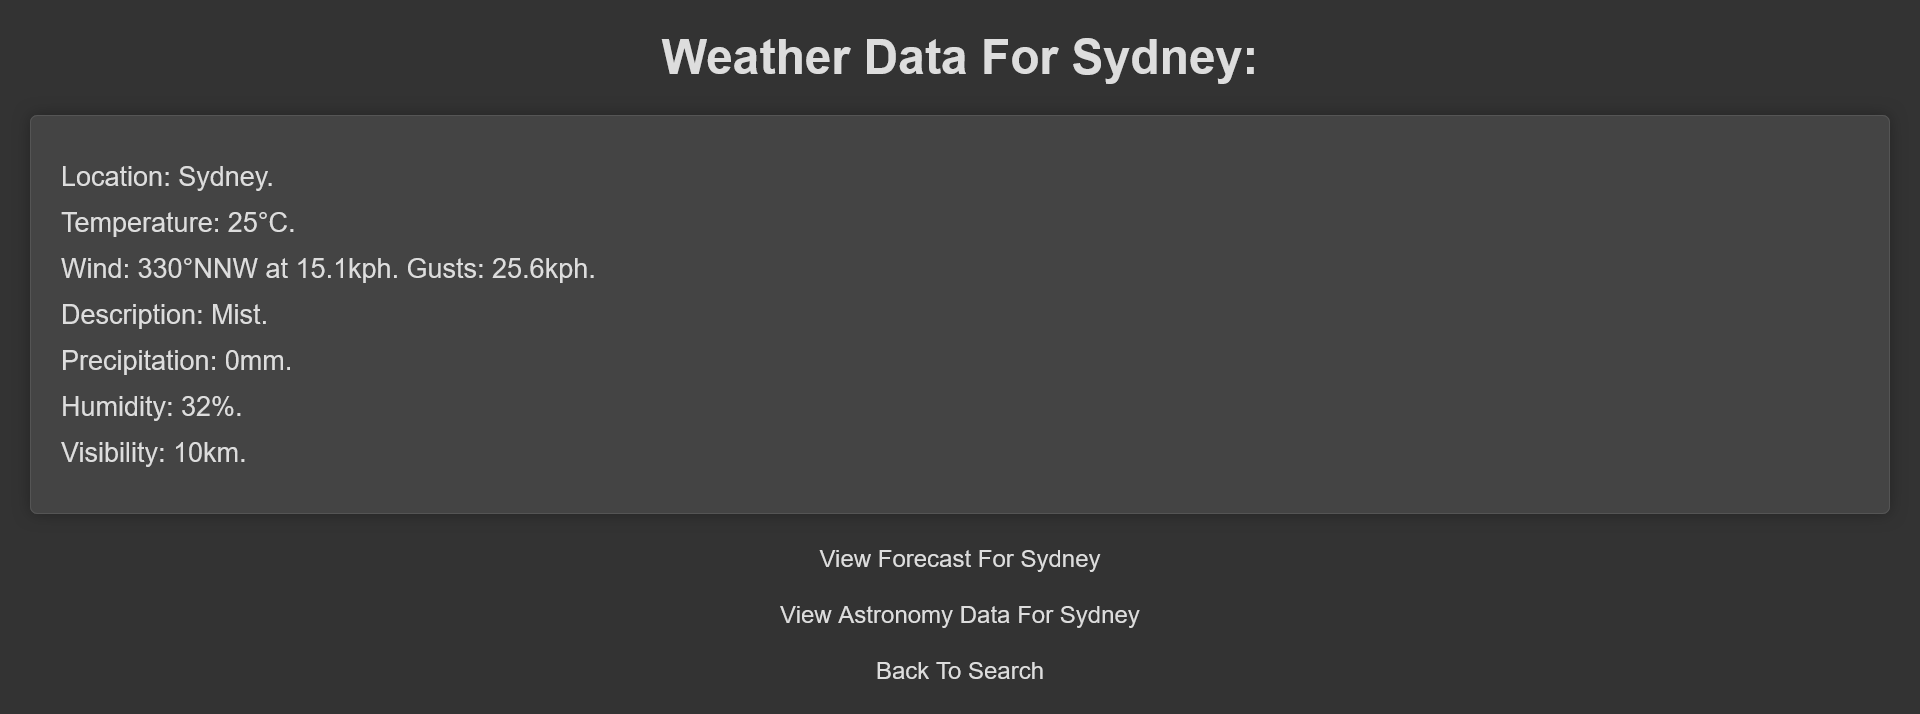 Weather Data For Sydney:
Location: Sydney.
Temperature: 25°C.
Wind: 330°NNW at 15.1kph. Gusts: 25.6kph.
Description: Mist.
Precipitation: 0mm.
Humidity: 32%.
Visibility: 10km.
View Forecast For Sydney
View Astronomy Data For Sydney
Back To Search